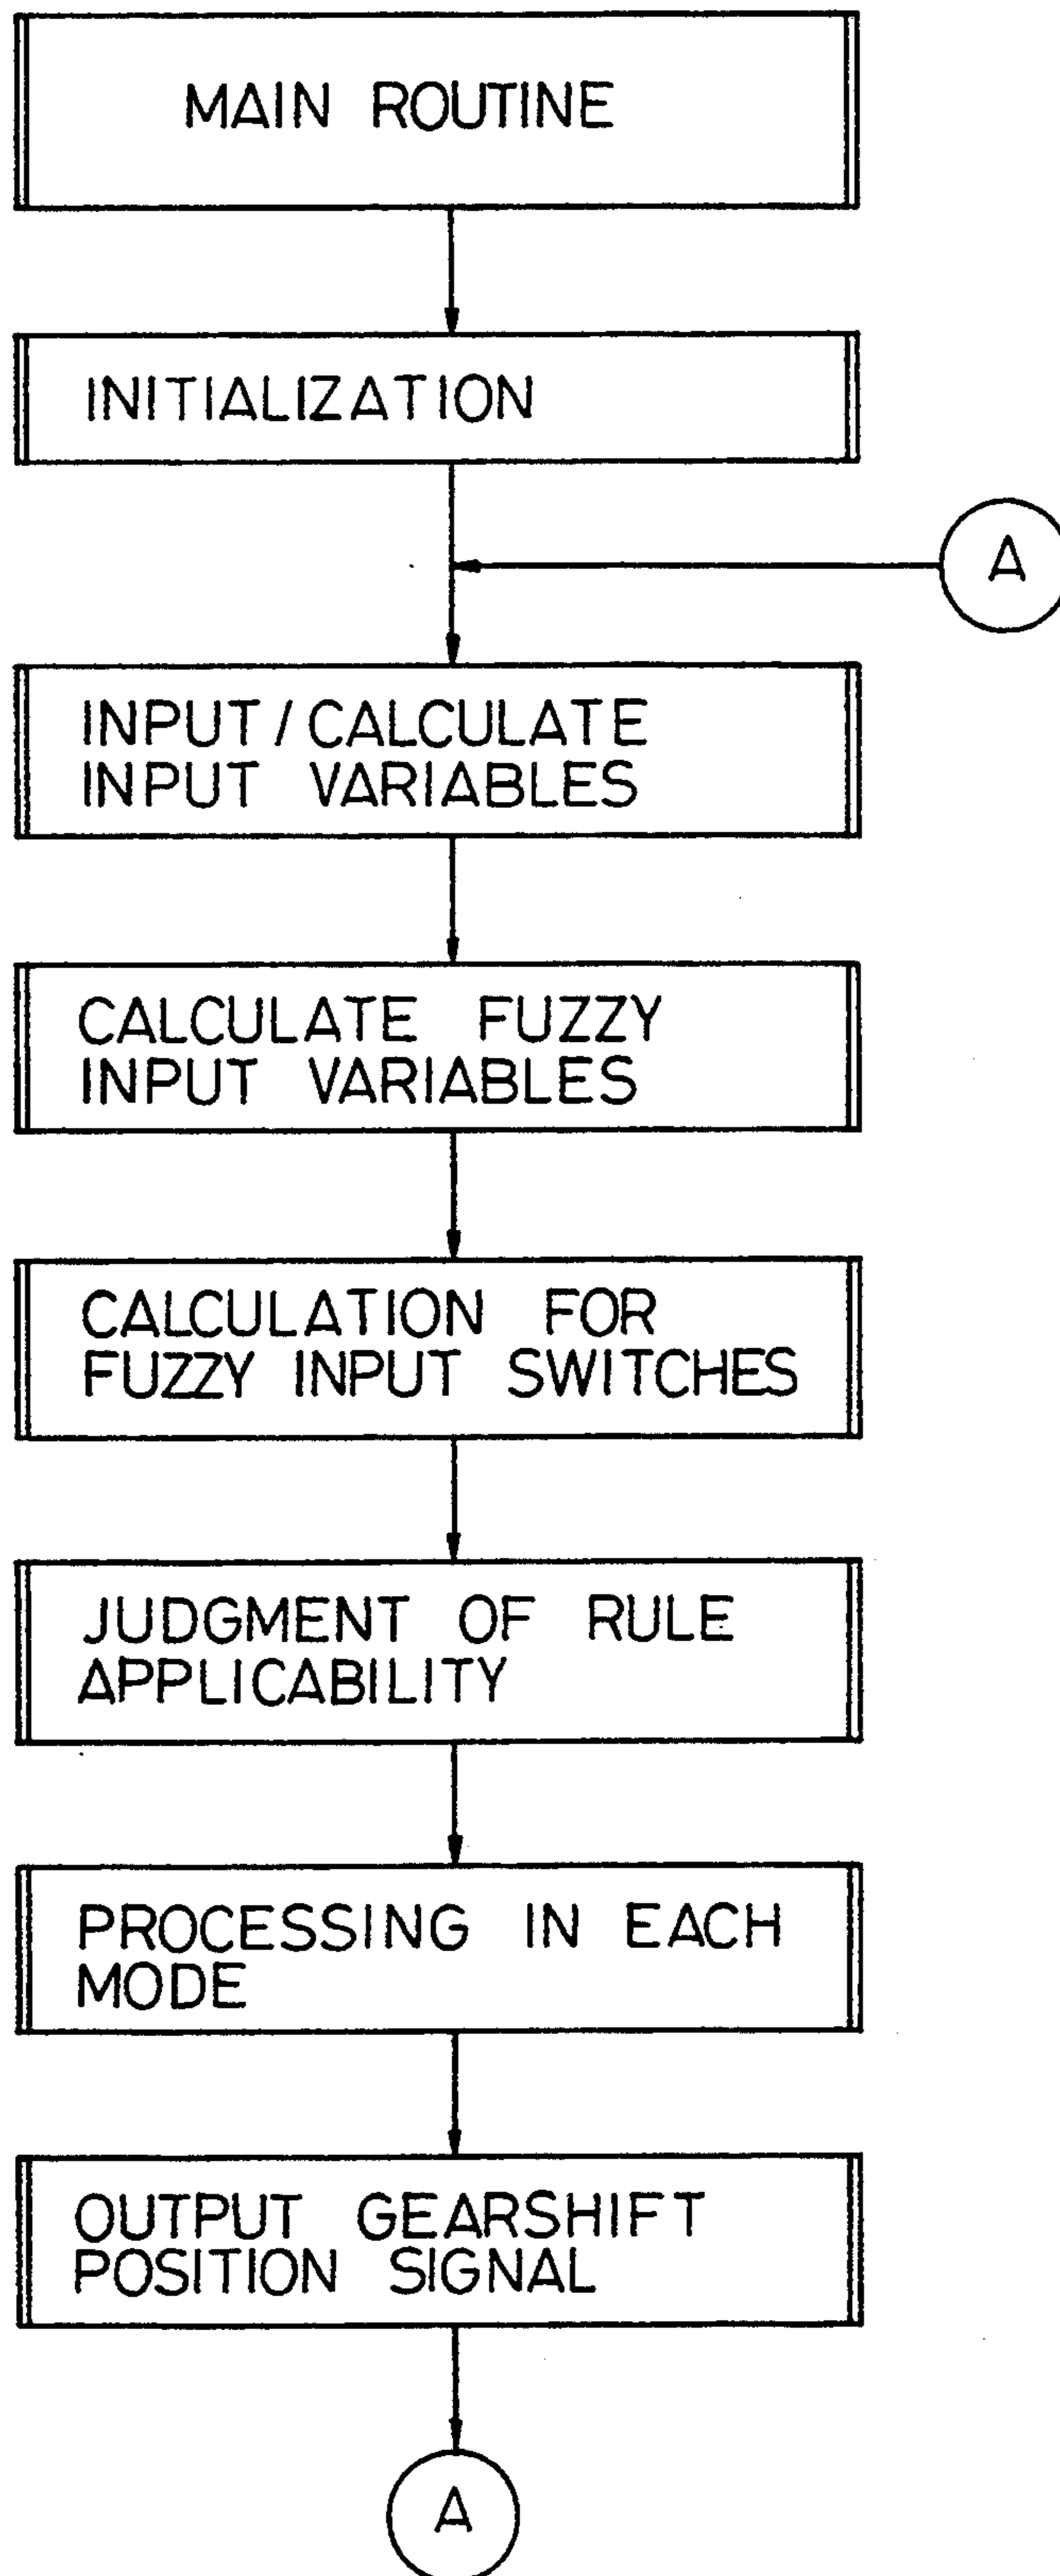 MAIN ROUTINE
INITIALIZATION
A
INPUT/CALCULATE
INPUT VARIABLES
CALCULATE FUZZY
INPUT VARIABLES
CALCULATION FOR
FUZZY INPUT SWITCHES
JUDGMENT OF RULE
APPLICABILITY
PROCESSING IN EACH
MODE
OUTPUT GEARSHIFT
POSITION SIGNAL
A